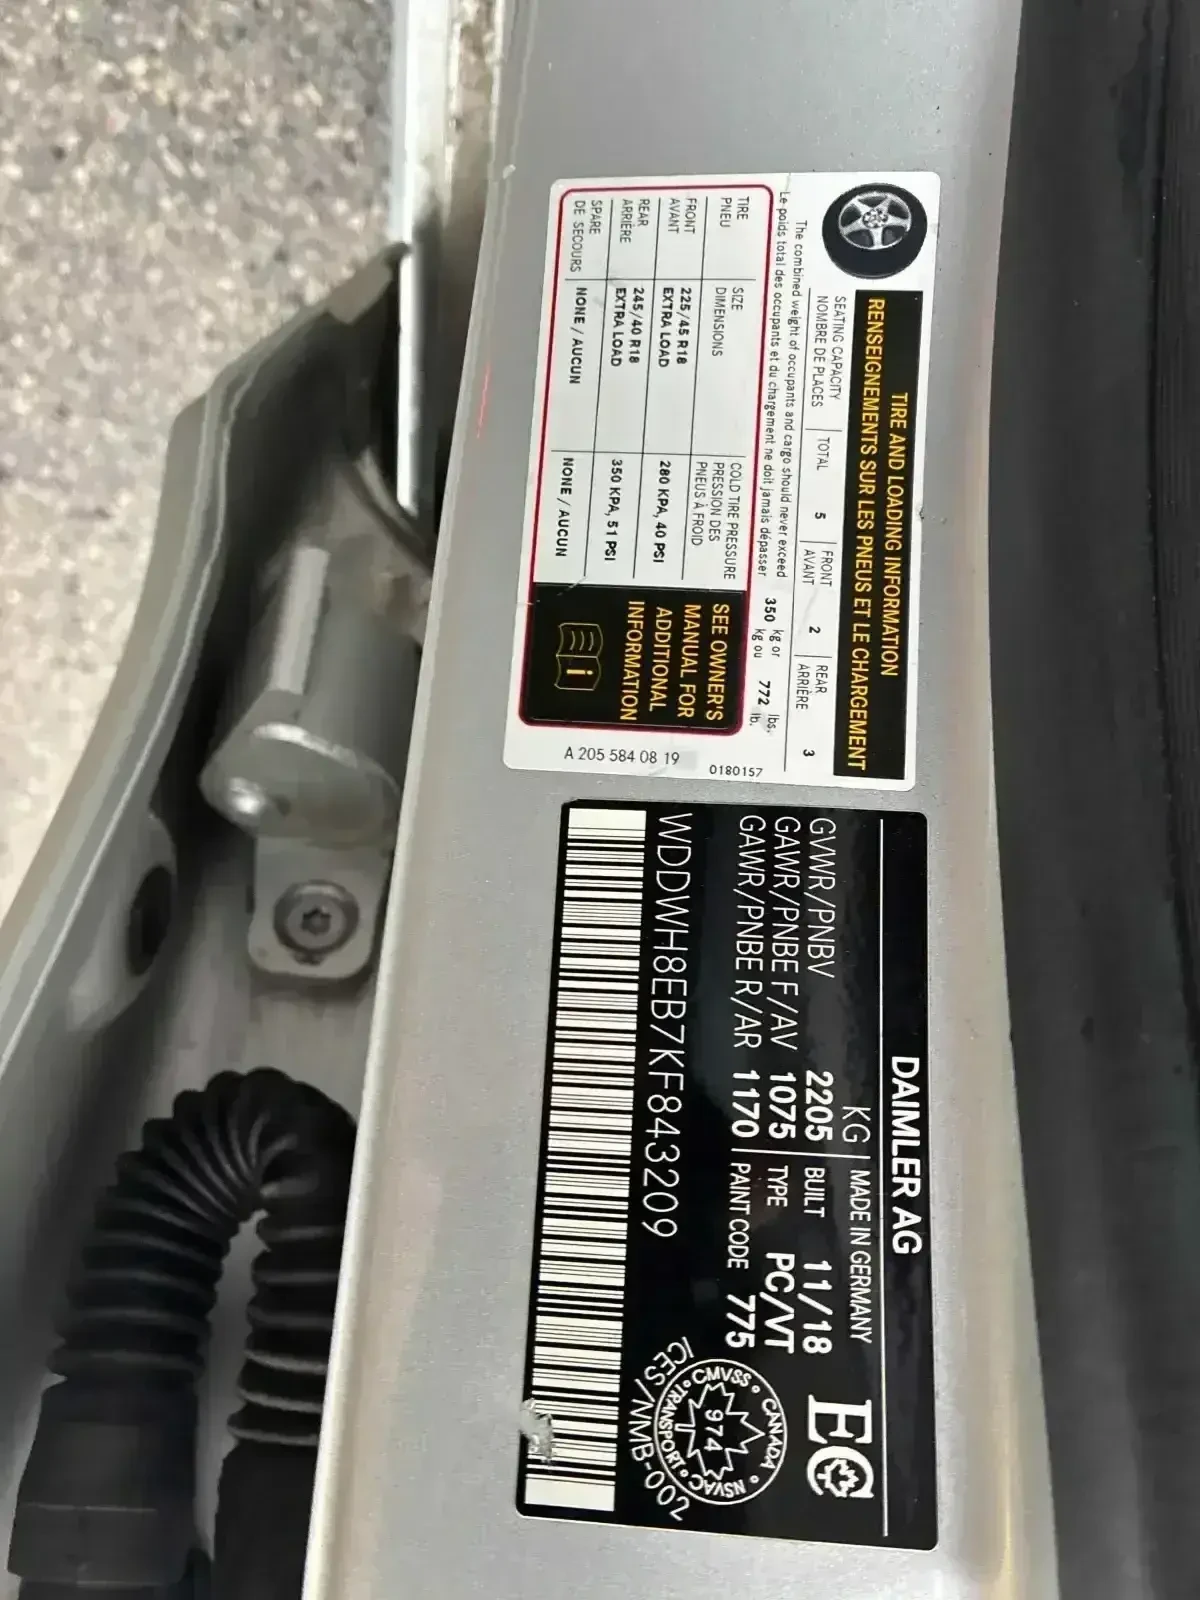 TIRE AND LOADING INFORMATION
RENSEIGNEMENTS SUR LES PNEUS ET LE CHARGEMENT
SEATING CAPACITY TOTAL 5 FRONT 2 REAR 3
NOMBRE DE PLACES AVANT ARRIÈRE
The combined weight of occupants and cargo should never exceed 350 kg or 772 lbs.
Le poids total des occupants et du chargement ne doit jamais dépasser kg ou lb.
TIRE SIZE COLD TIRE PRESSURE
PNEU DIMENSIONS PRESSION DES
PNEUS À FROID
FRONT 225/45 R18 280 KPA, 40 PSI
AVANT EXTRA LOAD
REAR 245/40 R18 350 KPA, 51 PSI
ARRIÈRE EXTRA LOAD
SPARE NONE / AUCUN NONE / AUCUN
DE SECOURS
SEE OWNER'S
MANUAL FOR
ADDITIONAL
INFORMATION
i
0180157
A 205 584 08 19
DAIMLER AG
KG MADE IN GERMANY
GVWR/PNBV 2205 BUILT 11/18 EC
GAWR/PNBE F/AV 1075 TYPE PC/VT
GAWR/PNBE R/AR 1170 PAINT CODE 775
CANADA • NSVAC • TRANSPORT • CMVSS •
974
ICES/NMB-002
WDDWH8EB7KF843209